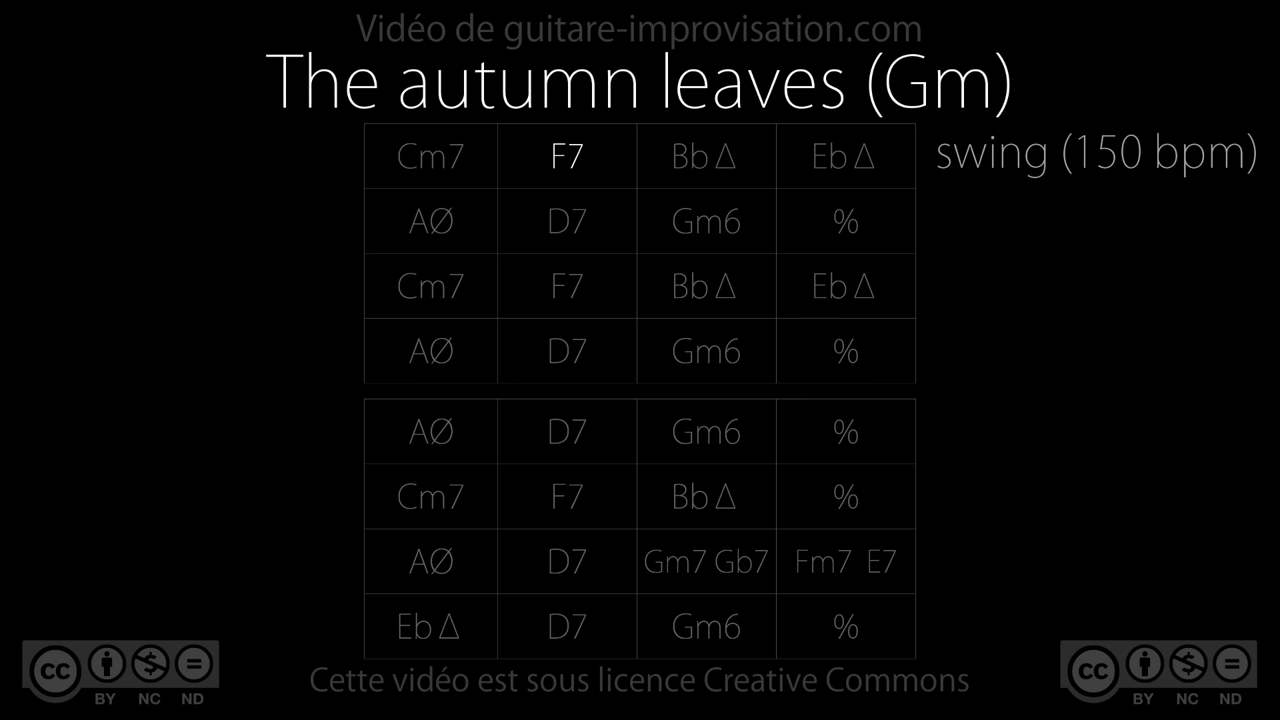 Vidéo de guitare-improvisation.com
The autumn leaves (Gm)
swing (150 bpm)
Cm7 F7 Bb Δ Eb Δ
AØ D7 Gm6 %
Cm7 F7 Bb Δ Eb Δ
AØ D7 Gm6 %
AØ D7 Gm6 %
Cm7 F7 Bb Δ %
AØ D7 Gm7 Gb7 Fm7 E7
Eb Δ D7 Gm6 %
Cette vidéo est sous licence Creative Commons
cc $ =
BY NC ND
cc $ =
BY NC ND